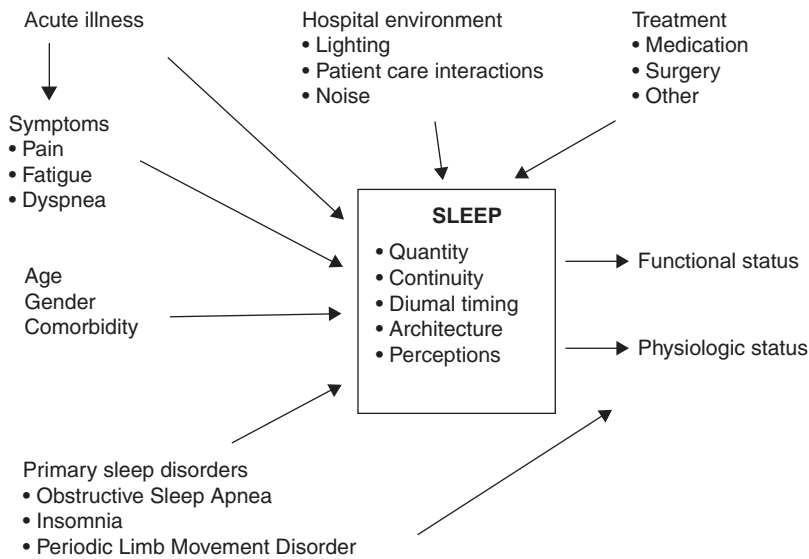 Acute illness
Hospital environment
• Lighting
• Patient care interactions
• Noise
Treatment
• Medication
• Surgery
• Other
Symptoms
• Pain
• Fatigue
• Dyspnea
SLEEP
• Quantity
• Continuity
• Diumal timing
• Architecture
• Perceptions
Age
Gender
Comorbidity
Functional status
Physiologic status
Primary sleep disorders
• Obstructive Sleep Apnea
• Insomnia
• Periodic Limb Movement Disorder